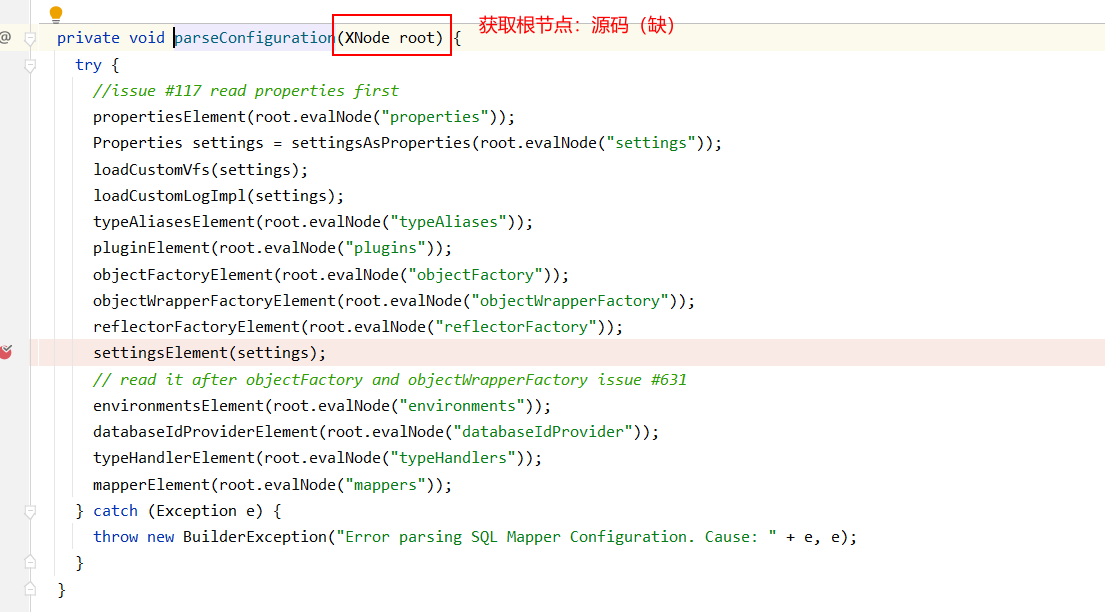 private void parseConfiguration(XNode root) { 获取根节点：源码（缺）
try {
//issue #117 read properties first
propertiesElement(root.evalNode("properties"));
Properties settings = settingsAsProperties(root.evalNode("settings"));
loadCustomVfs(settings);
loadCustomLogImpl(settings);
typeAliasesElement(root.evalNode("typeAliases"));
pluginElement(root.evalNode("plugins"));
objectFactoryElement(root.evalNode("objectFactory"));
objectWrapperFactoryElement(root.evalNode("objectWrapperFactory"));
reflectorFactoryElement(root.evalNode("reflectorFactory"));
settingsElement(settings);
// read it after objectFactory and objectWrapperFactory issue #631
environmentsElement(root.evalNode("environments"));
databaseIdProviderElement(root.evalNode("databaseIdProvider"));
typeHandlerElement(root.evalNode("typeHandlers"));
mapperElement(root.evalNode("mappers"));
} catch (Exception e) {
throw new BuilderException("Error parsing SQL Mapper Configuration. Cause: " + e, e);
}
}